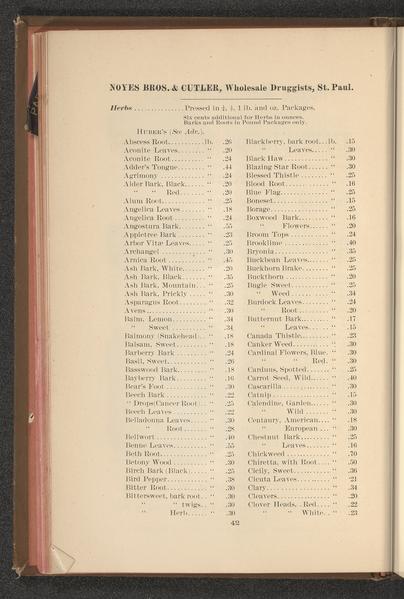 NOYES BROS. & CUTLER, Wholesale Druggists, St. Paul.
Herbs ..............Pressed in ¼, ½, 1 lb. and oz. Packages.
Six cents additional for Herbs in ounces.
Barks and Roots in Pound Packages only.
HUBER'S (See Adv.).
Abscess Root..........lb. .26
Aconite Leaves........ " .20
Aconite Root.......... " .24
Adder's Tongue........ " .44
Agrimony ............. " .24
Alder Bark, Black..... " .20
" " Red....... " .20
Alum Root............. " .25
Angelica Leaves....... " .18
Angelica Root ........ " .24
Angostura Bark........ " .55
Appletree Bark ....... " .23
Arbor Vitæ Leaves..... " .25
Archangel ............ " .30
Arnica Root .......... " .45
Ash Bark, White....... " .20
Ash Bark, Black....... " .35
Ash Bark, Mountain.... " .25
Ash Bark, Prickly .... " .30
Asparagus Root........ " .32
Avens................. " .30
Balm, Lemon........... " .34
" Sweet ........... " .34
Balmony (Snakehead)... " .18
Balsam, Sweet......... " .18
Barberry Bark ........ " .24
Basil, Sweet.......... " .26
Basswood Bark......... " .18
Bayberry Bark ........ " .16
Bear's Foot .......... " .30
Beech Bark ........... " .22
" Drops(Cancer Root).. " .25
Beech Leaves ......... " .22
Belladonna Leaves..... " .30
" Root ....... " .28
Bellwort ............. " .40
Benne Leaves.......... " .55
Beth Root............. " .25
Betony Wood........... " .30
Birch Bark (Black).... " .25
Bird Pepper........... " .38
Bitter Root........... " .30
Bittersweet, bark root.. " .30
" " twigs.. " .30
" Herb...... " .30
Blackberry, bark root...lb. .15
" Leaves..... " .30
Black Haw............. " .30
Blazing Star Root..... " .30
Blessed Thistle ...... " .25
Blood Root............ " .16
Blue Flag............. " .25
Boneset............... " .15
Borage................ " .25
Boxwood Bark.......... " .16
" Flowers........ " .20
Broom Tops ........... " .24
Brooklime ............ " .40
Bryonia............... " .35
Buckbean Leaves....... " .25
Buckhorn Brake........ " .25
Buckthorn ............ " .20
Bugle Sweet........... " .25
" Weed ........... " .34
Burdock Leaves........ " .24
" Root .......... " .20
Butternut Bark........ " .17
" Leaves........ " .15
Canada Thistle........ " .23
Canker Weed........... " .30
Cardinal Flowers, Blue. " .30
" " Red. " .30
Carduus, Spotted...... " .25
Carrot Seed, Wild..... " .40
Cascarilla ........... " .30
Catnip................ " .15
Calendine, Garden..... " .30
" Wild ....... " .30
Centaury, American.... " .18
" European ... " .30
Chestnut Bark......... " .25
" Leaves........ " .16
Chickweed ............ " .70
Chiretta, with Root... " .50
Cicily, Sweet......... " .36
Cicuta Leaves......... " .21
Clary................. " .34
Cleavers.............. " .20
Clover Heads, Red..... " .22
" " White... " .23
42